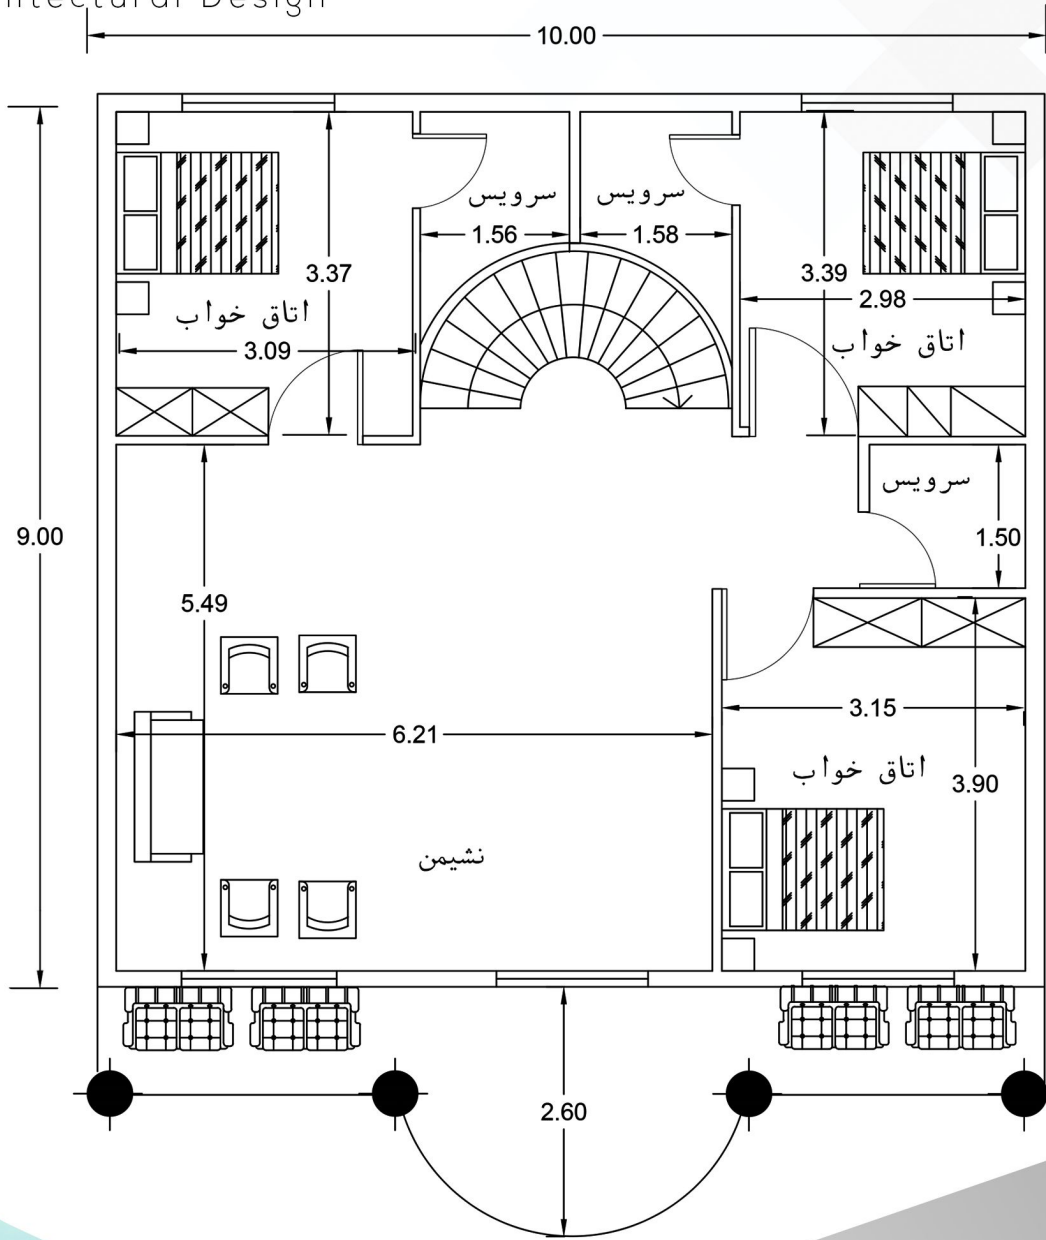 Architectural Design
10.00
سرویس
سرویس
1.56
1.58
3.37
3.39
2.98
اتاق خواب
اتاق خواب
3.09
سرویس
9.00
1.50
5.49
3.15
6.21
اتاق خواب
3.90
نشیمن
2.60